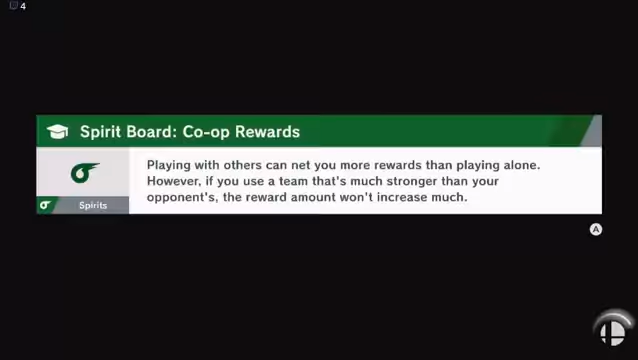 4
Spirit Board: Co-op Rewards
Playing with others can net you more rewards than playing alone.
However, if you use a team that's much stronger than your
opponent's, the reward amount won't increase much.
Spirits
A